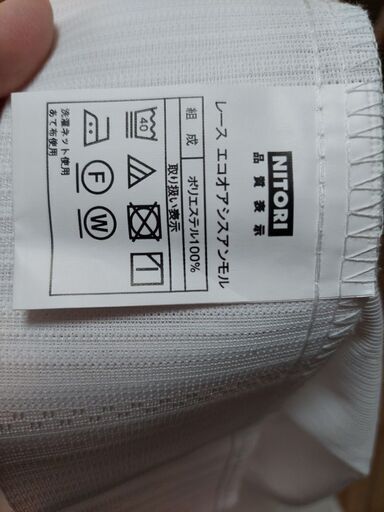 NITORI
品質表示
レース エコオアシスアンモル
組成 ポリエステル100%
取り扱い表示
40
F
W
洗濯ネット使用
あて布使用